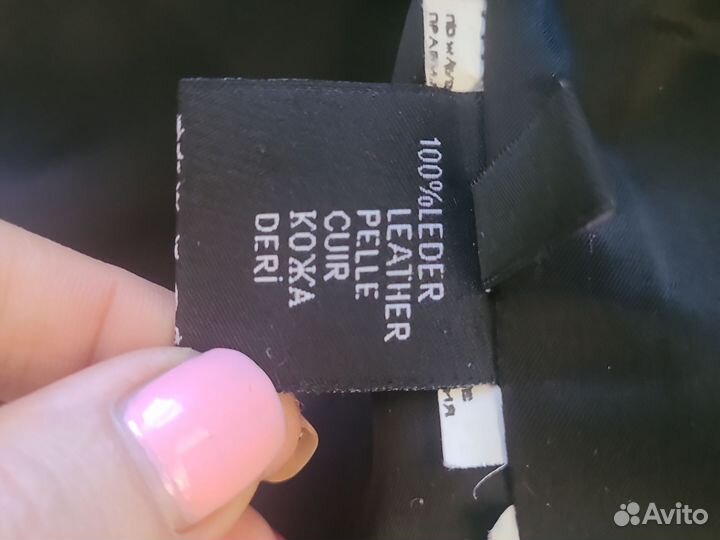 100%LEDER
LEATHER
PELLE
CUIR
КОЖА
DERİ
Avito